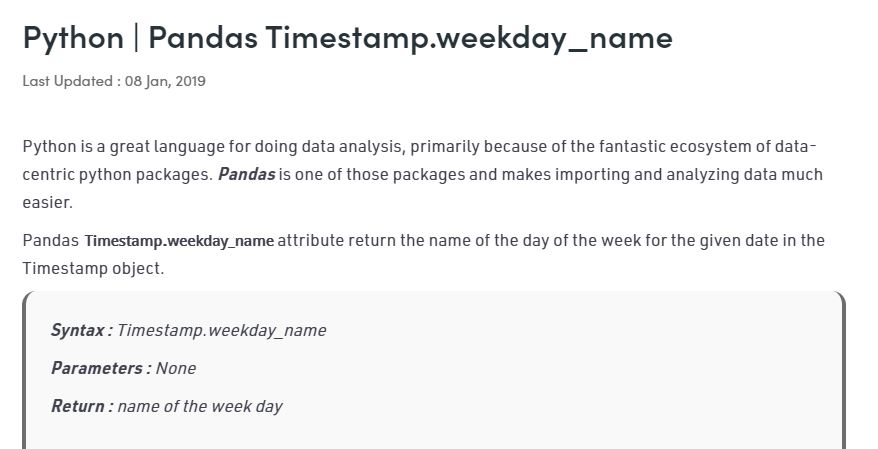 Python | Pandas Timestamp.weekday_name
Last Updated : 08 Jan, 2019
Python is a great language for doing data analysis, primarily because of the fantastic ecosystem of data-
centric python packages. Pandas is one of those packages and makes importing and analyzing data much
easier.
Pandas Timestamp.weekday_name attribute return the name of the day of the week for the given date in the
Timestamp object.
Syntax : Timestamp.weekday_name
Parameters : None
Return : name of the week day